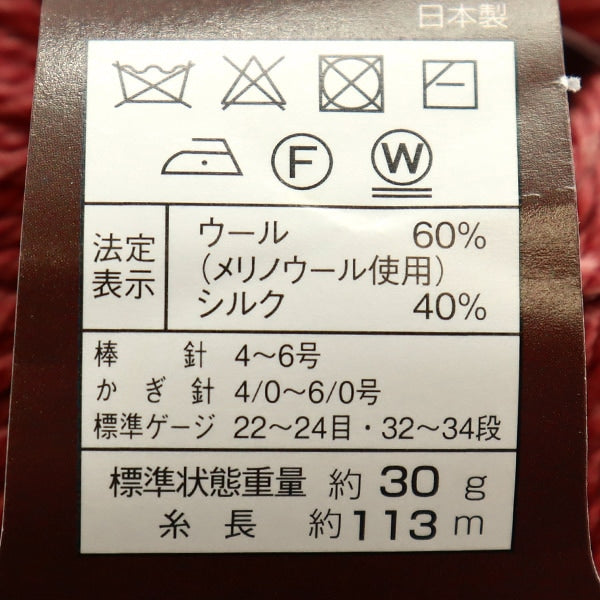 日本製
F W
法定表示
ウール 60%
(メリノウール使用)
シルク 40%
棒針 4〜6号
かぎ針 4/0〜6/0号
標準ゲージ 22〜24目・32〜34段
標準状態重量 約 30 g
糸長 約113m